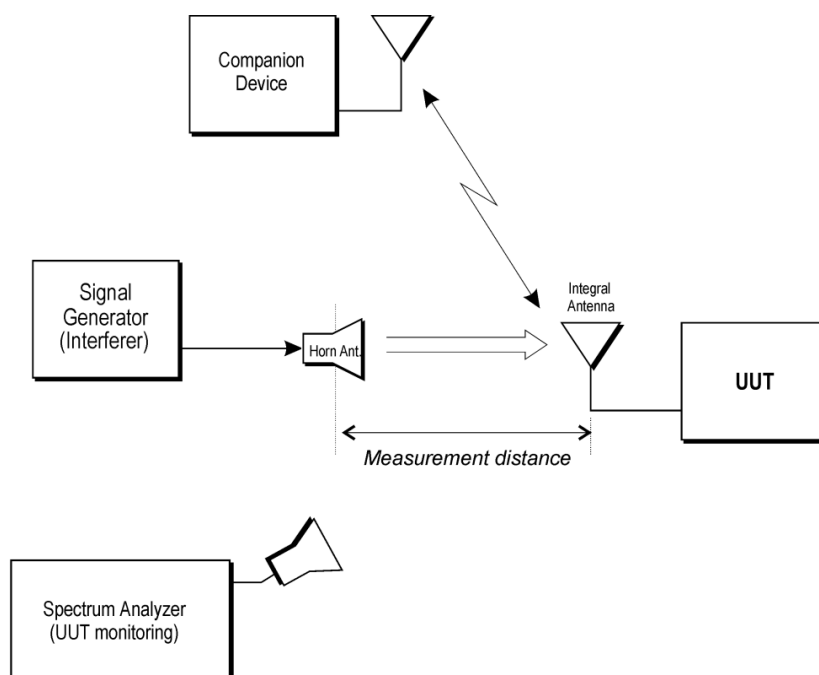 Companion
Device
Signal
Generator
(Interferer)
Horn Ant.
Integral
Antenna
UUT
Measurement distance
Spectrum Analyzer
(UUT monitoring)